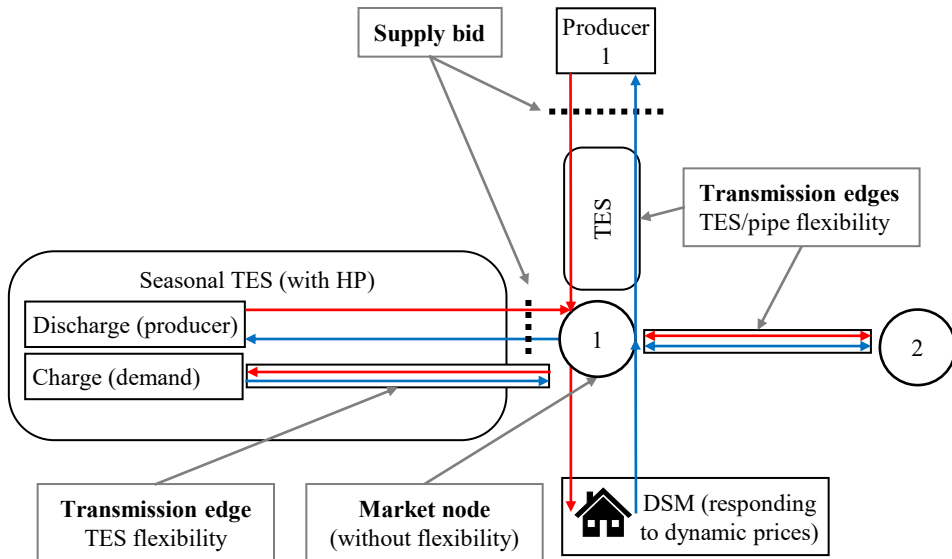 Supply bid
Producer
1
TES
Transmission edges
TES/pipe flexibility
Seasonal TES (with HP)
Discharge (producer)
Charge (demand)
1
2
Transmission edge
TES flexibility
Market node
(without flexibility)
DSM (responding
to dynamic prices)